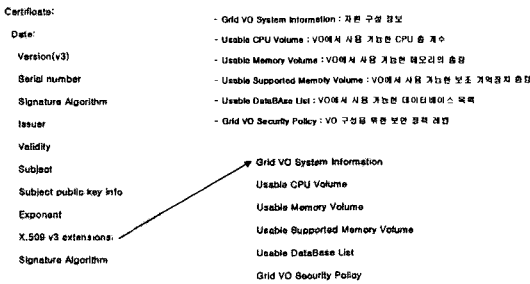 Certificate:
Date:
Version(v3)
Serial number
Signature Algorithm
Issuer
Validity
Subject
Subject public key info
Exponent
X.509 v3 extensions:
Signature Algorithm
- Grid VO System Information : 자원 구성 정보
- Usable CPU Volume : VO에서 사용 가능한 CPU 총 개수
- Usable Memory Volume : VO에서 사용 가능한 메모리의 총량
- Usable Supported Memory Volume : VO에서 사용 가능한 보조 기억장치 총량
- Usable DataBAse List : VO에서 사용 가능한 데이터베이스 목록
- Grid VO Security Policy : VO 구성을 위한 보안 정책 레벨
Grid VO System Information
Usable CPU Volume
Usable Memory Volume
Usable Supported Memory Volume
Usable DataBase List
Grid VO Security Policy